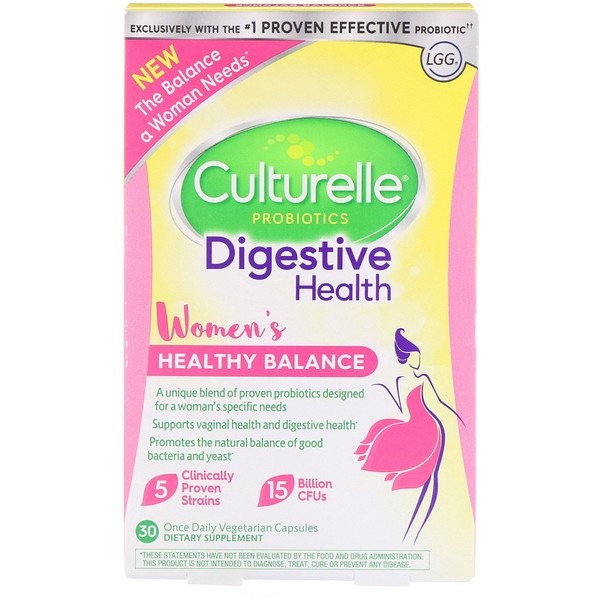 EXCLUSIVELY WITH THE #1 PROVEN EFFECTIVE PROBIOTIC††
LGG®
NEW
The Balance
a Woman Needs*
Culturelle®
PROBIOTICS
Digestive
Health
Women's
HEALTHY BALANCE
A unique blend of proven probiotics designed
for a woman's specific needs
Supports vaginal health and digestive health*
Promotes the natural balance of good
bacteria and yeast*
5 Clinically
Proven
Strains
15 Billion
CFUs
30 Once Daily Vegetarian Capsules
DIETARY SUPPLEMENT
*THESE STATEMENTS HAVE NOT BEEN EVALUATED BY THE FOOD AND DRUG ADMINISTRATION.
THIS PRODUCT IS NOT INTENDED TO DIAGNOSE, TREAT, CURE OR PREVENT ANY DISEASE.